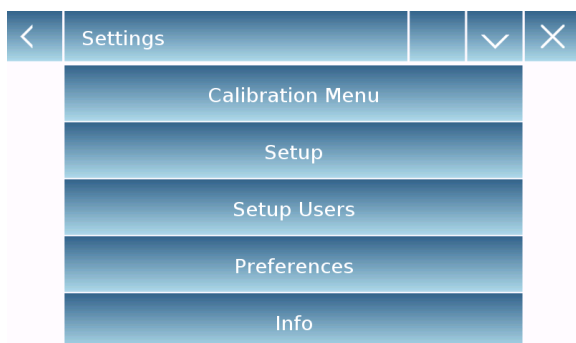 Settings
Calibration Menu
Setup
Setup Users
Preferences
Info